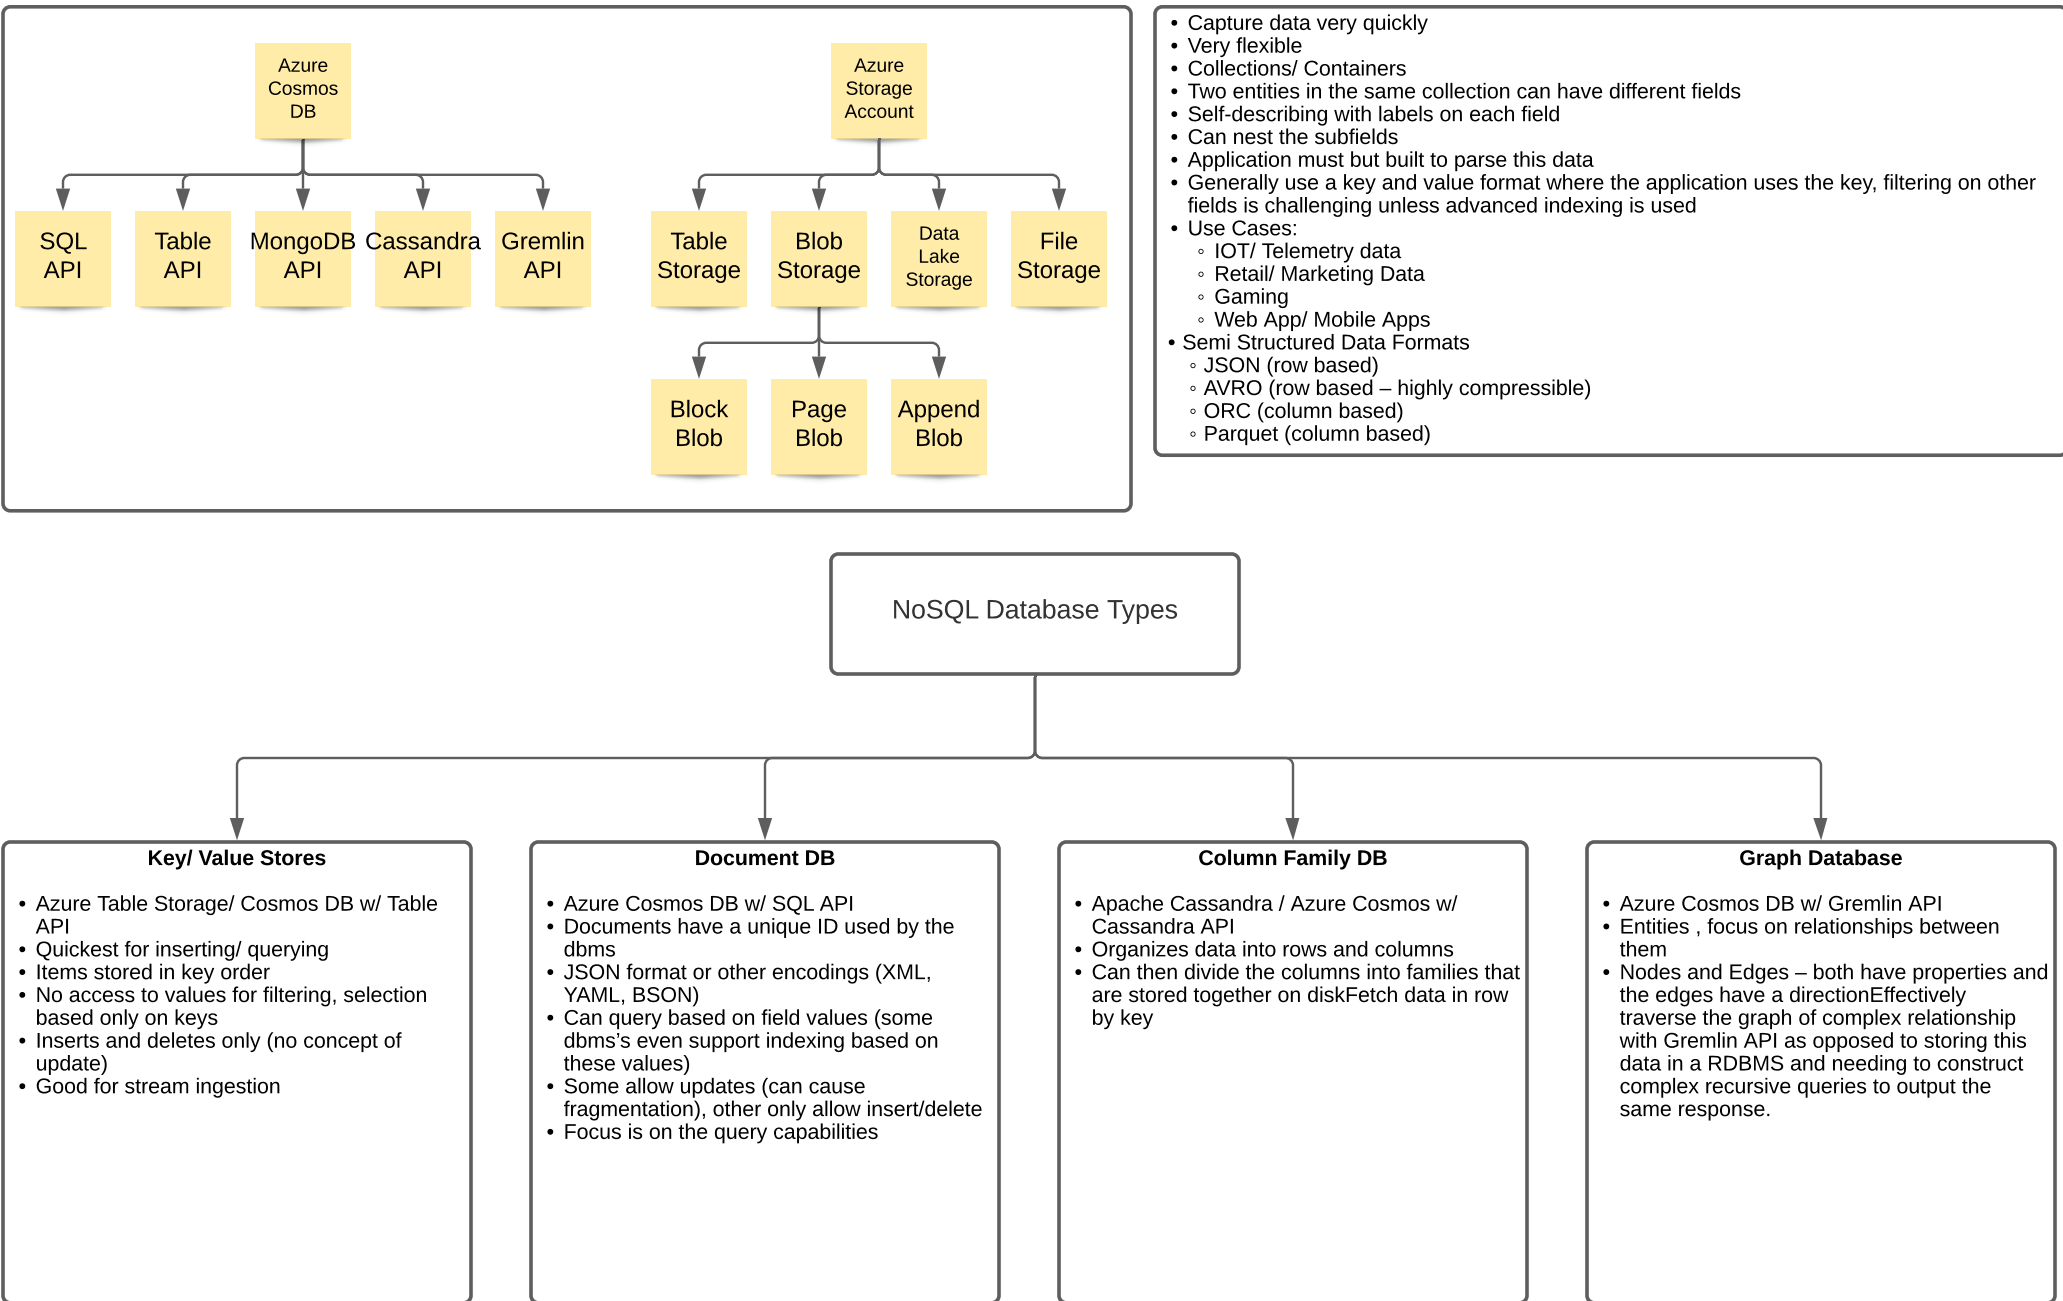 Azure
Cosmos
DB
Azure
Storage
Account
SQL
API
Table
API
MongoDB
API
Cassandra
API
Gremlin
API
Table
Storage
Blob
Storage
Data
Lake
Storage
File
Storage
Block
Blob
Page
Blob
Append
Blob
• Capture data very quickly
• Very flexible
• Collections/ Containers
• Two entities in the same collection can have different fields
• Self-describing with labels on each field
• Can nest the subfields
• Application must but built to parse this data
• Generally use a key and value format where the application uses the key, filtering on other
fields is challenging unless advanced indexing is used
• Use Cases:
◦ IOT/ Telemetry data
◦ Retail/ Marketing Data
◦ Gaming
◦ Web App/ Mobile Apps
• Semi Structured Data Formats
◦ JSON (row based)
◦ AVRO (row based – highly compressible)
◦ ORC (column based)
◦ Parquet (column based)
NoSQL Database Types
Key/ Value Stores
• Azure Table Storage/ Cosmos DB w/ Table
API
• Quickest for inserting/ querying
• Items stored in key order
• No access to values for filtering, selection
based only on keys
• Inserts and deletes only (no concept of
update)
• Good for stream ingestion
Document DB
• Azure Cosmos DB w/ SQL API
• Documents have a unique ID used by the
dbms
• JSON format or other encodings (XML,
YAML, BSON)
• Can query based on field values (some
dbms’s even support indexing based on
these values)
• Some allow updates (can cause
fragmentation), other only allow insert/delete
• Focus is on the query capabilities
Column Family DB
• Apache Cassandra / Azure Cosmos w/
Cassandra API
• Organizes data into rows and columns
• Can then divide the columns into families that
are stored together on diskFetch data in row
by key
Graph Database
• Azure Cosmos DB w/ Gremlin API
• Entities , focus on relationships between
them
• Nodes and Edges – both have properties and
the edges have a directionEffectively
traverse the graph of complex relationship
with Gremlin API as opposed to storing this
data in a RDBMS and needing to construct
complex recursive queries to output the
same response.